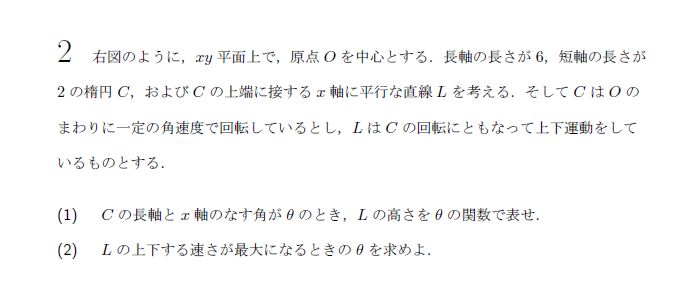 2 右図のように，xy 平面上で，原点 O を中心とする．長軸の長さが 6，短軸の長さが
2 の楕円 C，および C の上端に接する x 軸に平行な直線 L を考える．そして C は O の
まわりに一定の角速度で回転しているとし，L は C の回転にともなって上下運動をして
いるものとする．
(1) C の長軸と x 軸のなす角が θ のとき，L の高さを θ の関数で表せ．
(2) L の上下する速さが最大になるときの θ を求めよ．